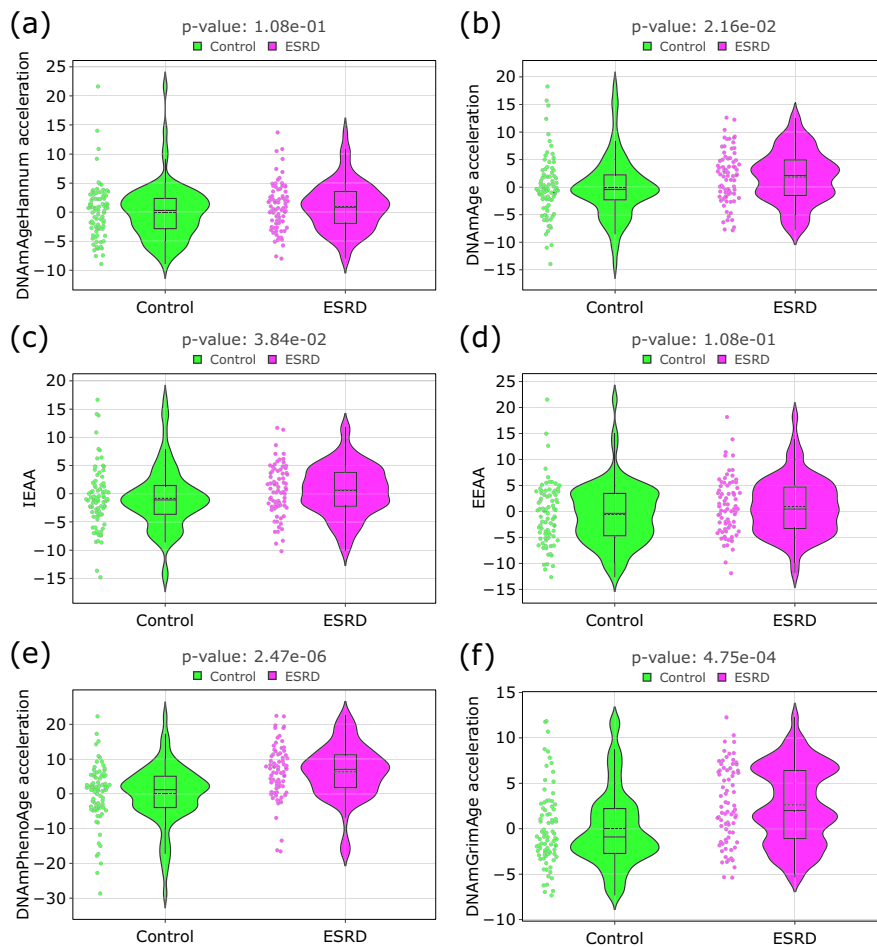 (a)
p-value: 1.08e-01
Control ESRD
DNAmAgeHannum acceleration
25
20
15
10
5
0
−5
−10
Control ESRD
(b)
p-value: 2.16e-02
Control ESRD
DNAmAge acceleration
20
15
10
5
0
−5
−10
−15
Control ESRD
(c)
p-value: 3.84e-02
Control ESRD
IEAA
20
15
10
5
0
−5
−10
−15
Control ESRD
(d)
p-value: 1.08e-01
Control ESRD
EEAA
25
20
15
10
5
0
−5
−10
−15
Control ESRD
(e)
p-value: 2.47e-06
Control ESRD
DNAmPhenoAge acceleration
20
10
0
−10
−20
−30
Control ESRD
(f)
p-value: 4.75e-04
Control ESRD
DNAmGrimAge acceleration
15
10
5
0
−5
−10
Control ESRD